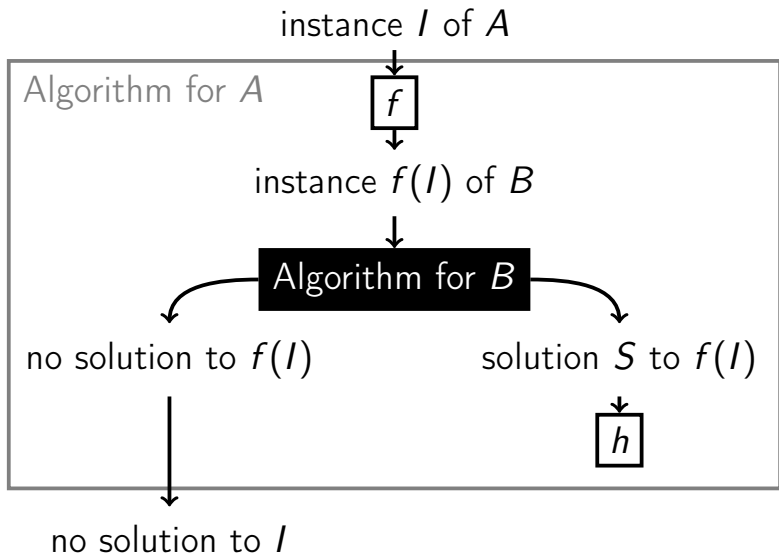 instance I of A
Algorithm for A
f
instance f(I) of B
Algorithm for B
no solution to f(I)
solution S to f(I)
h
no solution to I